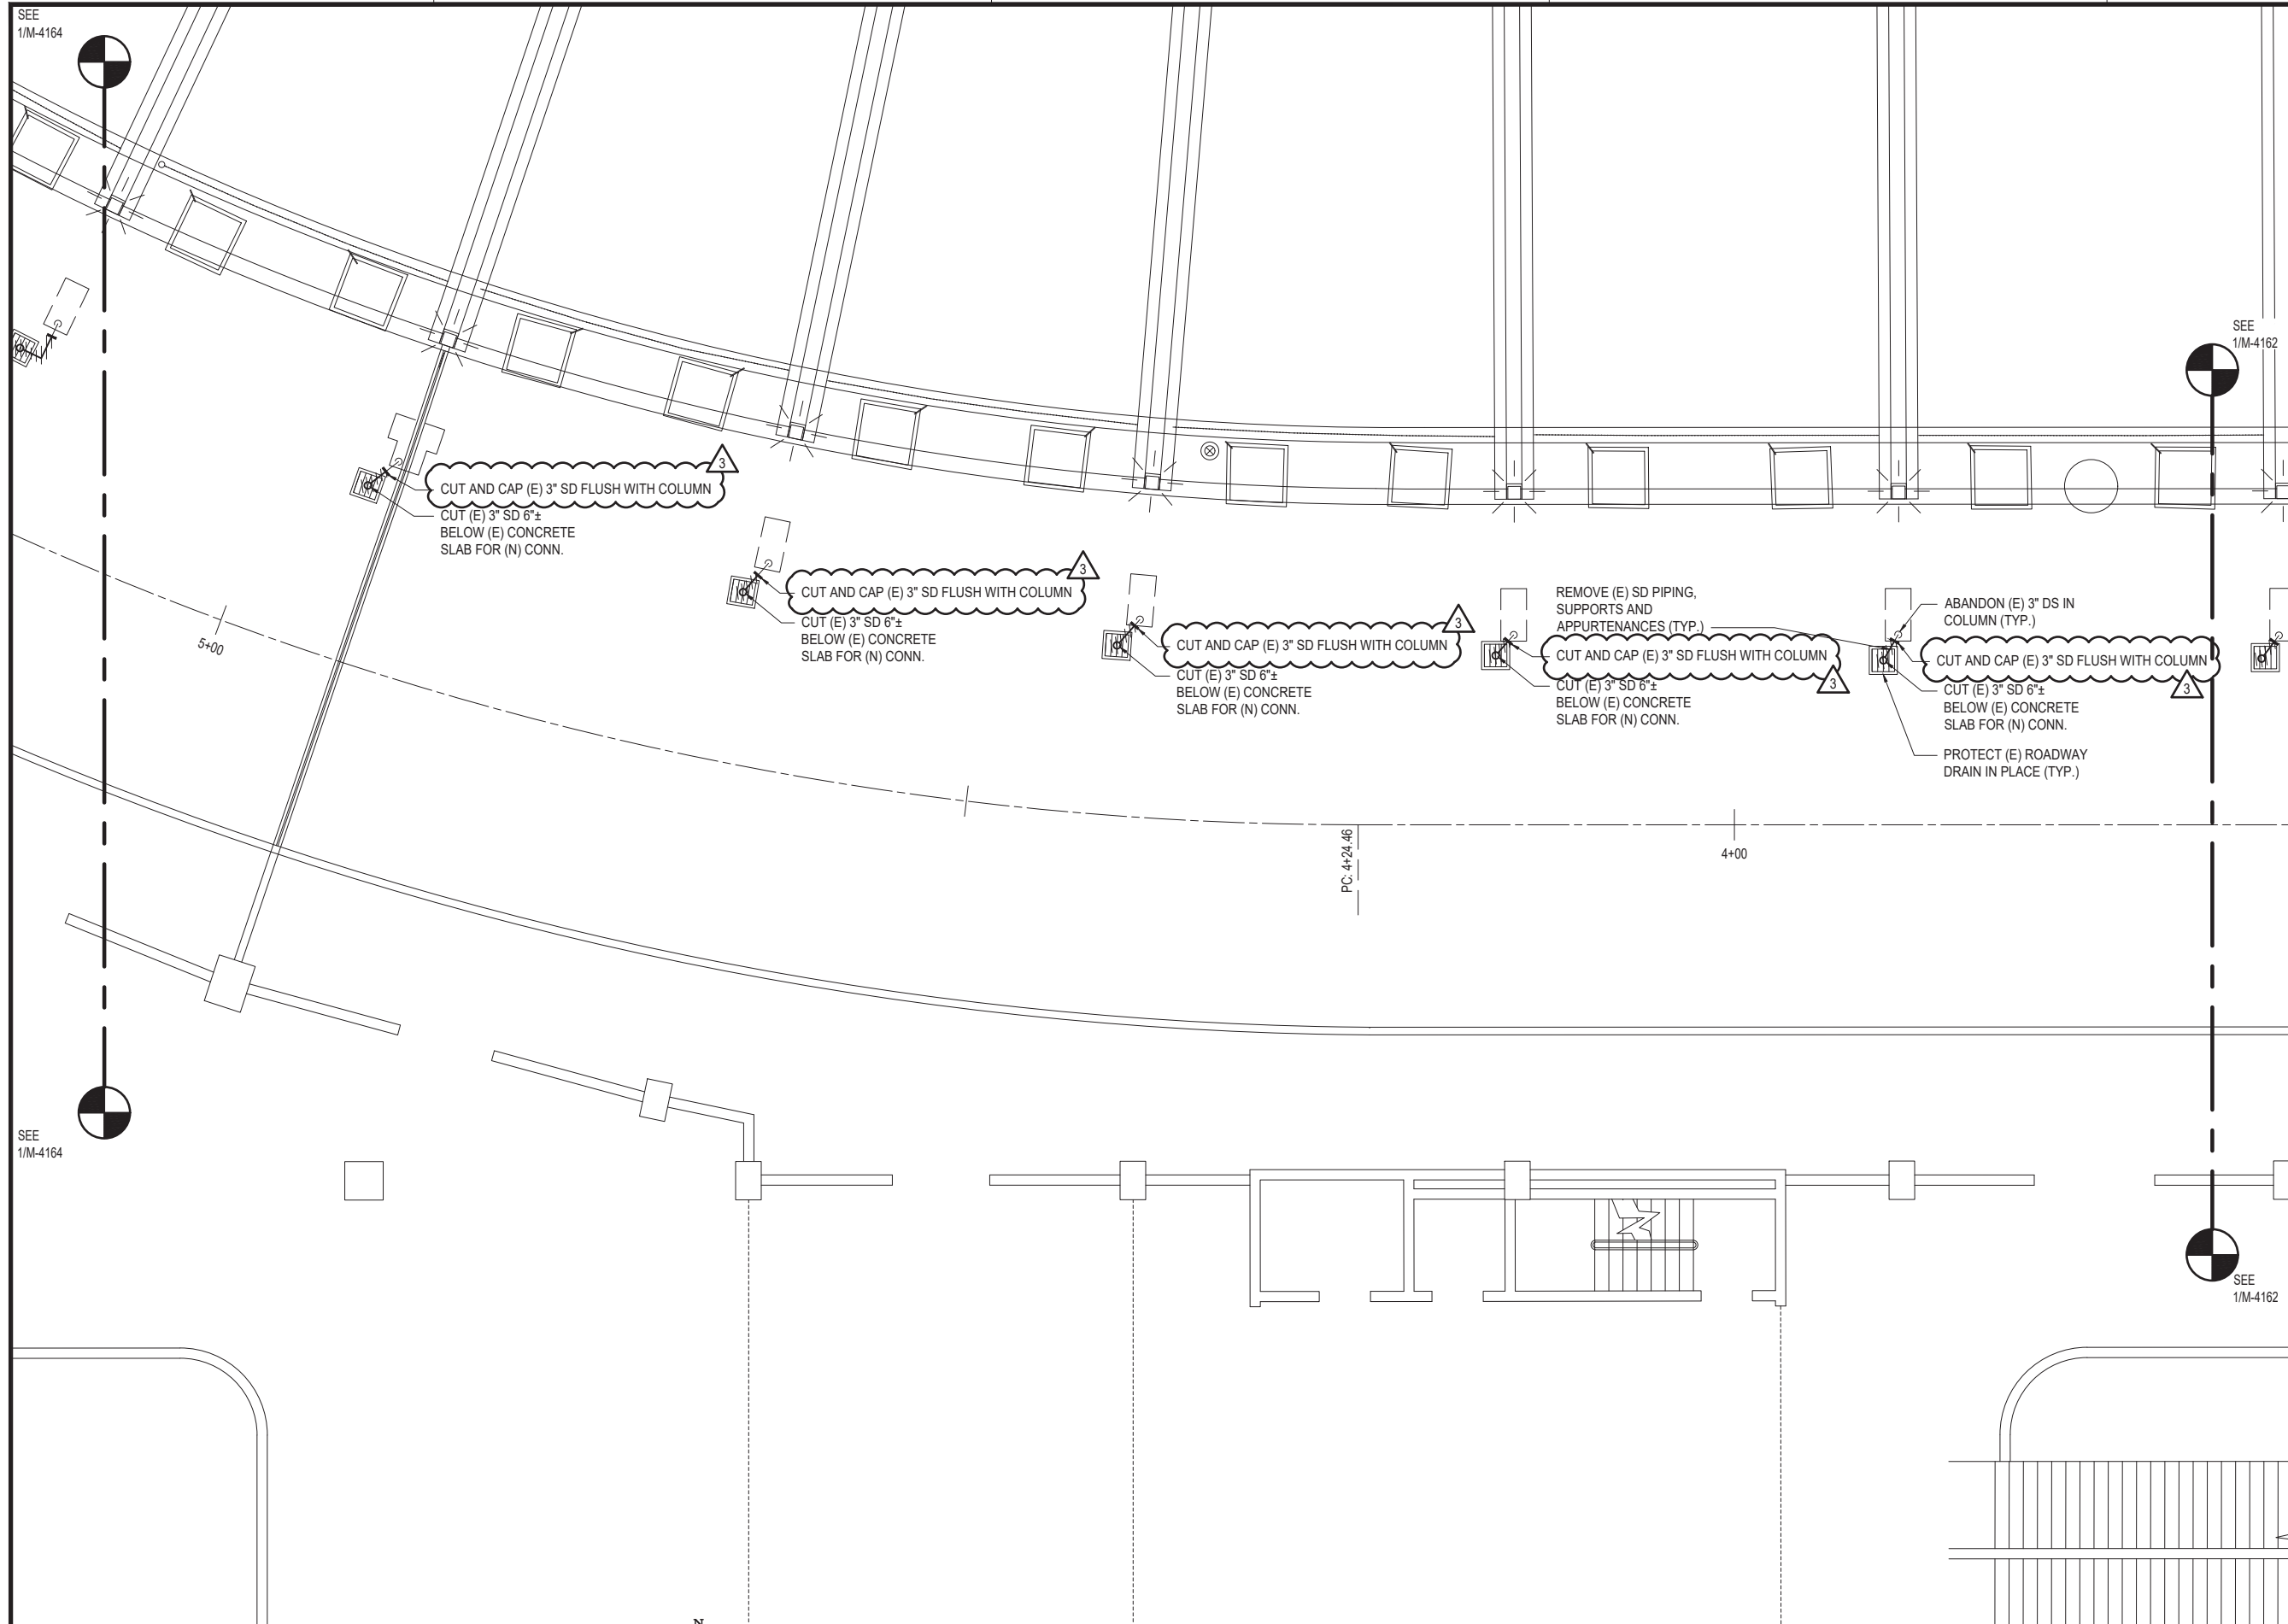 SEE
1/M-4164
SEE
1/M-4162
3
CUT AND CAP (E) 3" SD FLUSH WITH COLUMN
CUT (E) 3" SD 6"±
BELOW (E) CONCRETE
SLAB FOR (N) CONN.
3
CUT AND CAP (E) 3" SD FLUSH WITH COLUMN
CUT (E) 3" SD 6"±
BELOW (E) CONCRETE
SLAB FOR (N) CONN.
3
CUT AND CAP (E) 3" SD FLUSH WITH COLUMN
CUT (E) 3" SD 6"±
BELOW (E) CONCRETE
SLAB FOR (N) CONN.
REMOVE (E) SD PIPING,
SUPPORTS AND
APPURTENANCES (TYP.)
CUT AND CAP (E) 3" SD FLUSH WITH COLUMN
3
CUT (E) 3" SD 6"±
BELOW (E) CONCRETE
SLAB FOR (N) CONN.
ABANDON (E) 3" DS IN
COLUMN (TYP.)
CUT AND CAP (E) 3" SD FLUSH WITH COLUMN
3
CUT (E) 3" SD 6"±
BELOW (E) CONCRETE
SLAB FOR (N) CONN.
PROTECT (E) ROADWAY
DRAIN IN PLACE (TYP.)
5+00
PC: 4+24.46
4+00
SEE
1/M-4164
SEE
1/M-4162
N